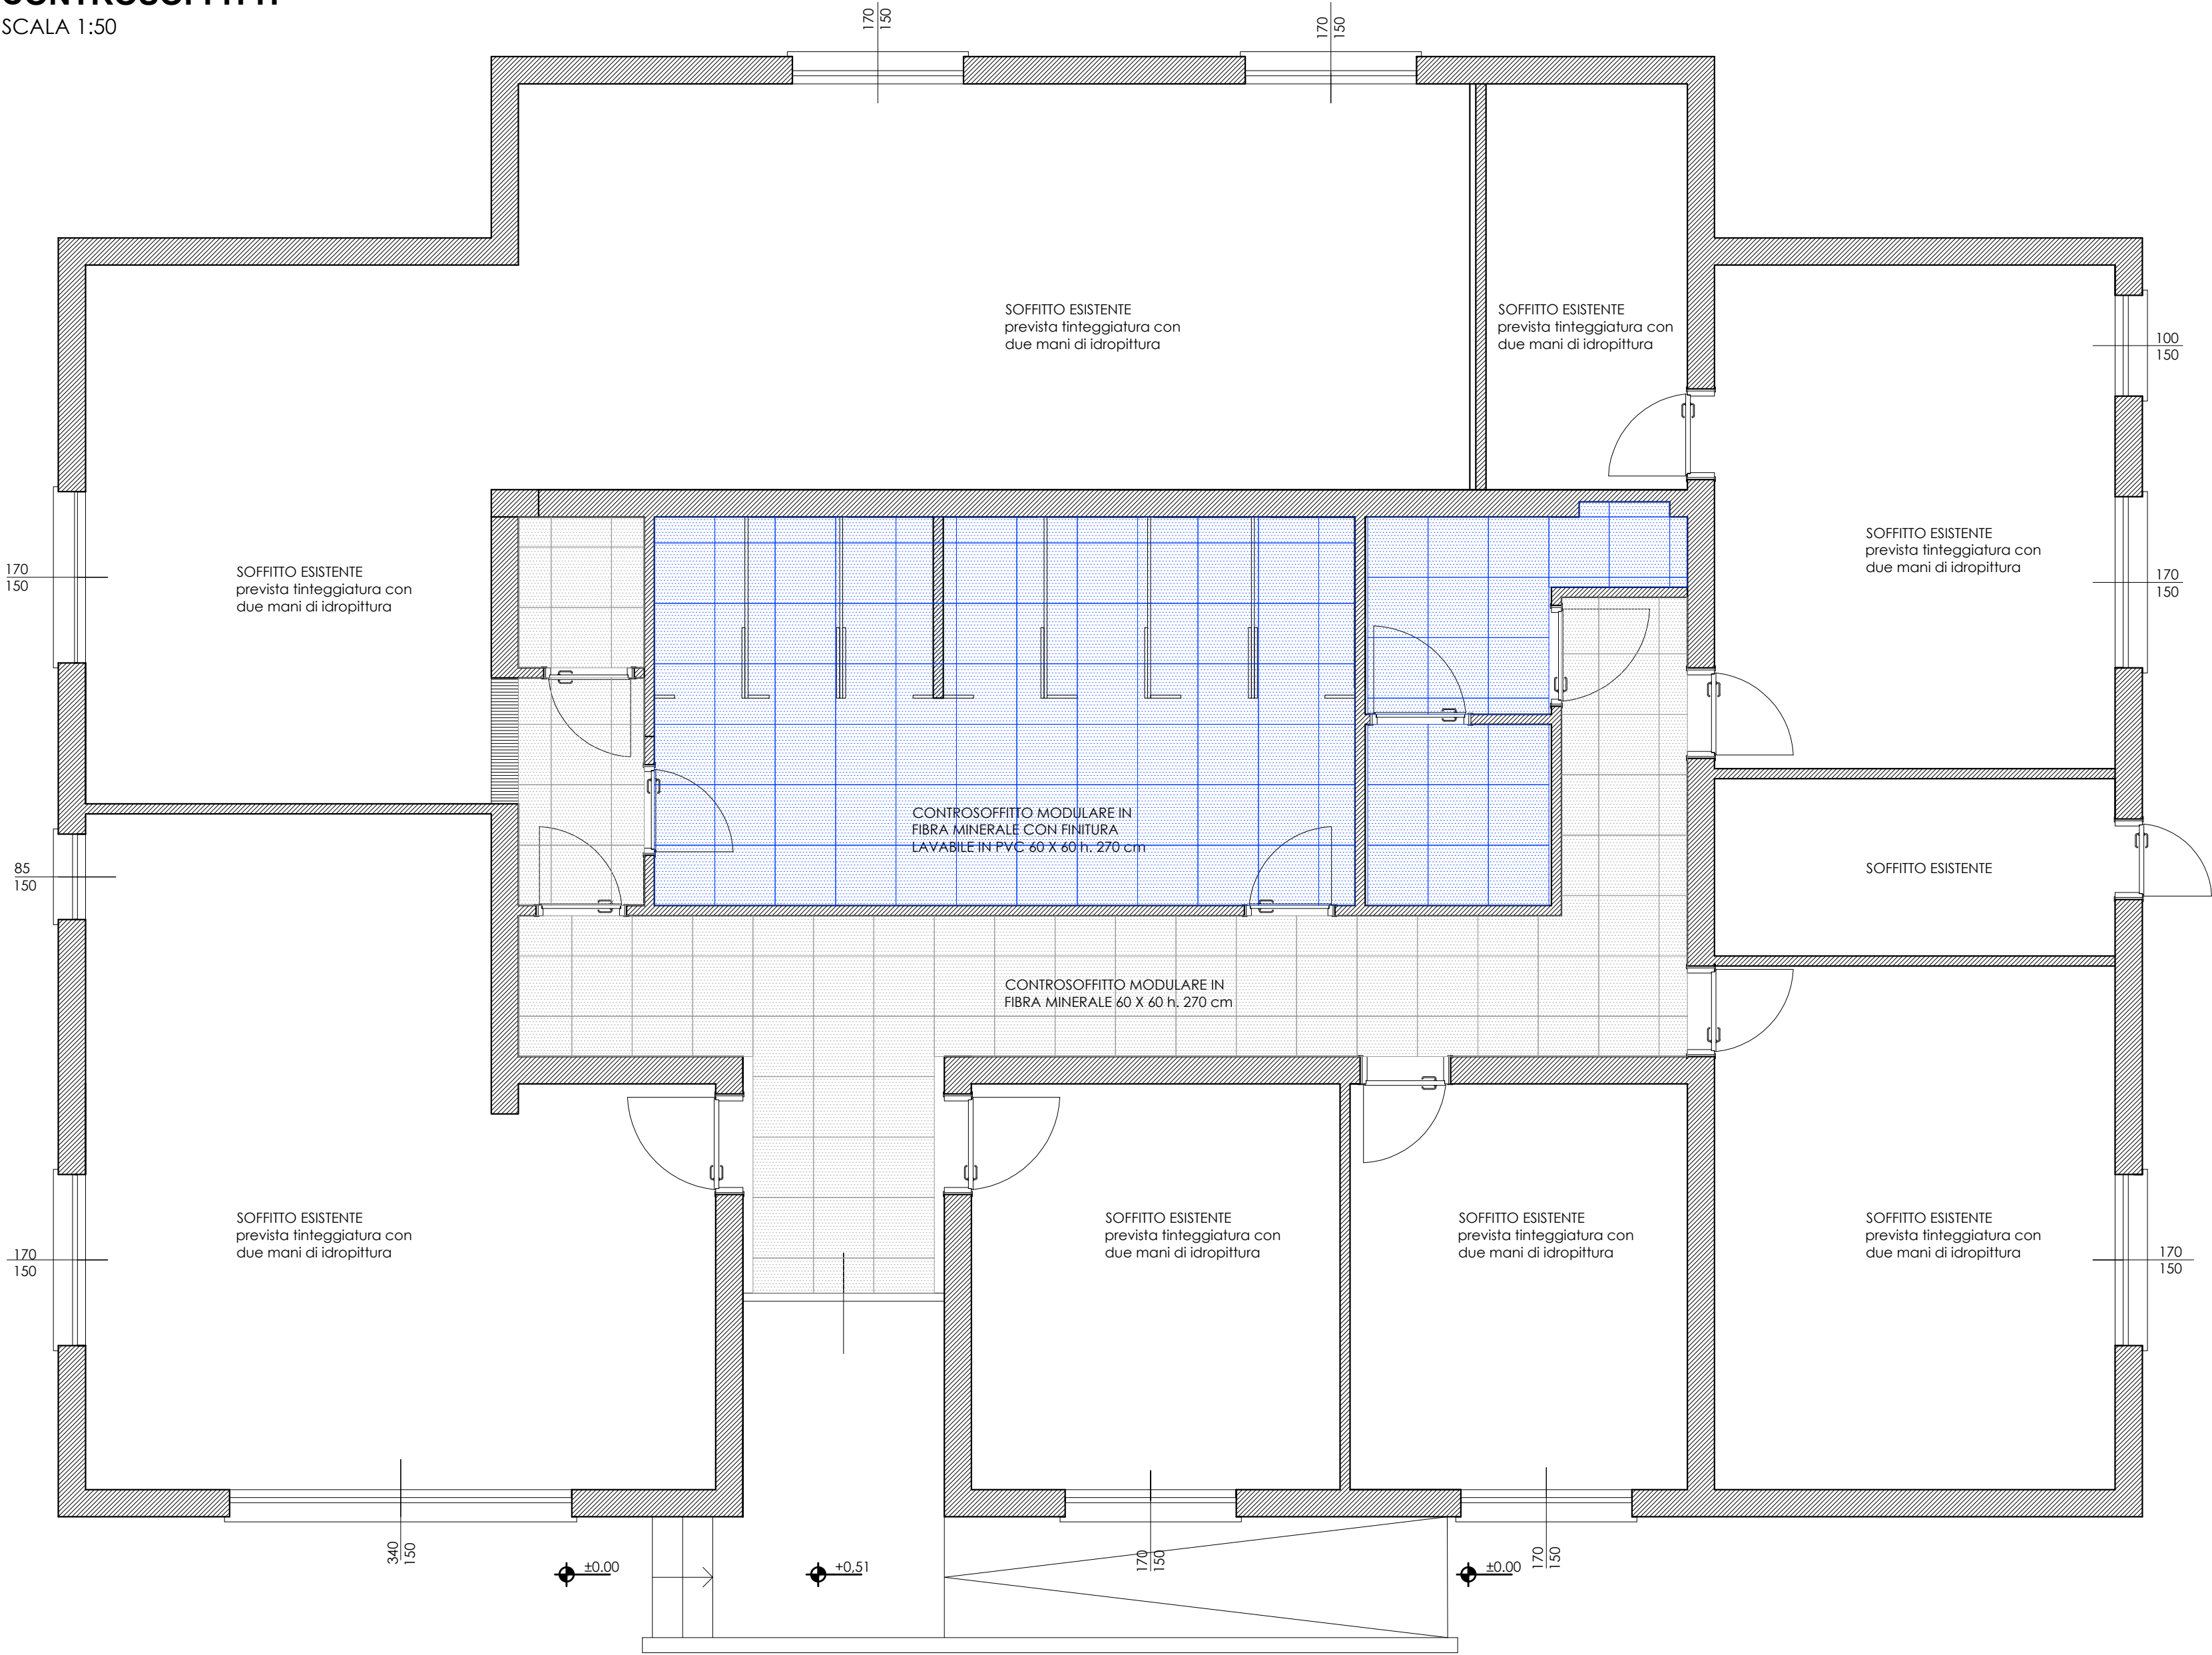 SCALA 1:50
170
150
170
150
SOFFITTO ESISTENTE
prevista tinteggiatura con
due mani di idropittura
SOFFITTO ESISTENTE
prevista tinteggiatura con
due mani di idropittura
100
150
SOFFITTO ESISTENTE
prevista tinteggiatura con
due mani di idropittura
170
150
SOFFITTO ESISTENTE
prevista tinteggiatura con
due mani di idropittura
170
150
CONTROSOFFITTO MODULARE IN
FIBRA MINERALE CON FINITURA
LAVABILE IN PVC 60 X 60 h. 270 cm
85
150
SOFFITTO ESISTENTE
CONTROSOFFITTO MODULARE IN
FIBRA MINERALE 60 X 60 h. 270 cm
SOFFITTO ESISTENTE
prevista tinteggiatura con
due mani di idropittura
SOFFITTO ESISTENTE
prevista tinteggiatura con
due mani di idropittura
SOFFITTO ESISTENTE
prevista tinteggiatura con
due mani di idropittura
SOFFITTO ESISTENTE
prevista tinteggiatura con
due mani di idropittura
170
150
170
150
340
150
±0.00
+0,51
170
150
±0.00
170
150